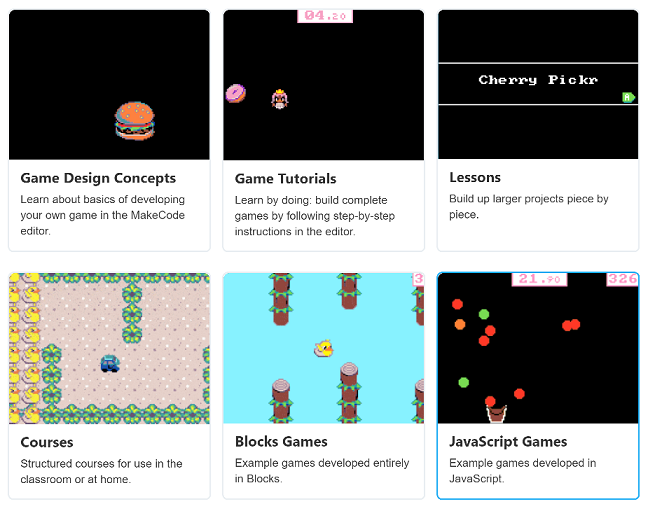 04.20
Cherry Pickr
A
Game Design Concepts
Learn about basics of developing
your own game in the MakeCode
editor.
Game Tutorials
Learn by doing: build complete
games by following step-by-step
instructions in the editor.
Lessons
Build up larger projects piece by
piece.
3
21.90
326
Courses
Structured courses for use in the
classroom or at home.
Blocks Games
Example games developed entirely
in Blocks.
JavaScript Games
Example games developed in
JavaScript.